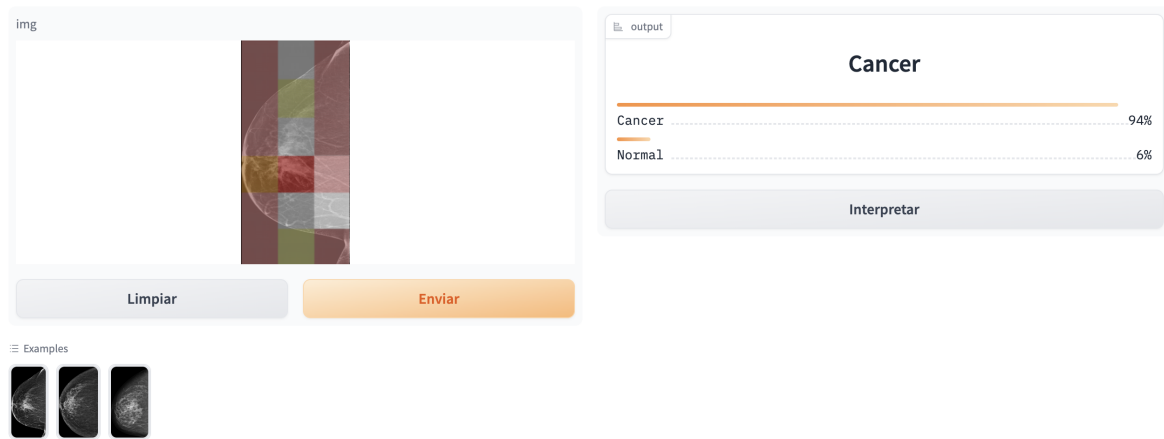 img
Limpiar
Enviar
Examples
output
Cancer
Cancer 94%
Normal 6%
Interpretar